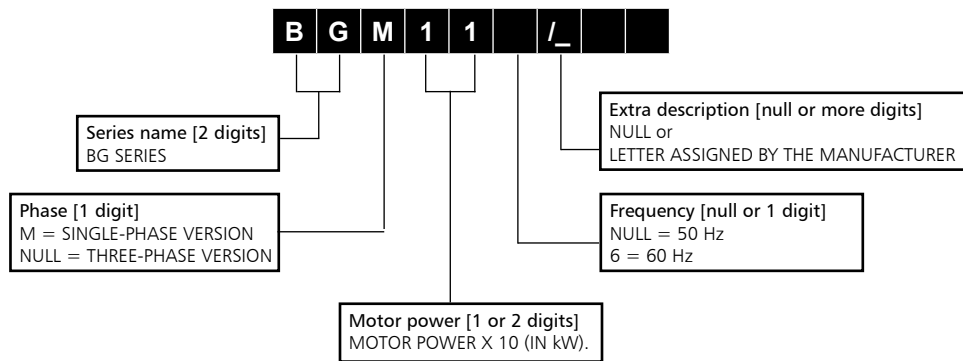 B G M 1 1 /_
Series name [2 digits]
BG SERIES
Extra description [null or more digits]
NULL or
LETTER ASSIGNED BY THE MANUFACTURER
Phase [1 digit]
M = SINGLE-PHASE VERSION
NULL = THREE-PHASE VERSION
Frequency [null or 1 digit]
NULL = 50 Hz
6 = 60 Hz
Motor power [1 or 2 digits]
MOTOR POWER X 10 (IN kW).